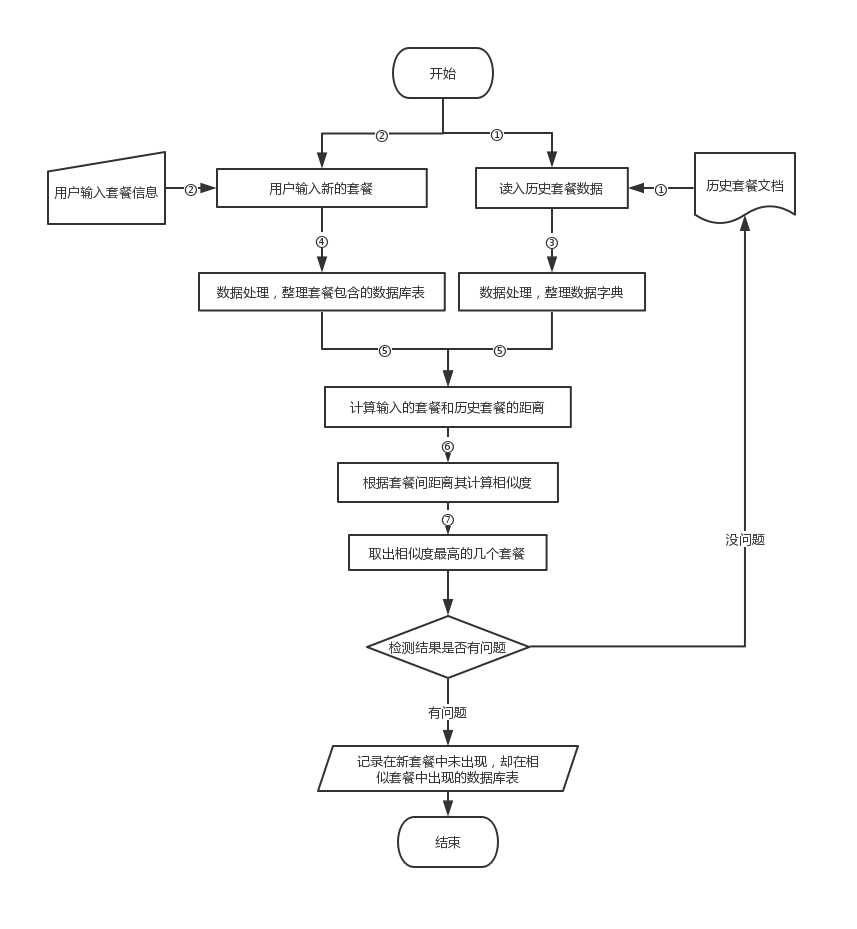 开始
②
①
用户输入套餐信息
②
用户输入新的套餐
读入历史套餐数据
①
历史套餐文档
④
③
数据处理，整理套餐包含的数据库表
数据处理，整理数据字典
⑤
⑤
计算输入的套餐和历史套餐的距离
⑥
根据套餐间距离其计算相似度
⑦
取出相似度最高的几个套餐
没问题
检测结果是否有问题
有问题
记录在新套餐中未出现，却在相
似套餐中出现的数据库表
结束